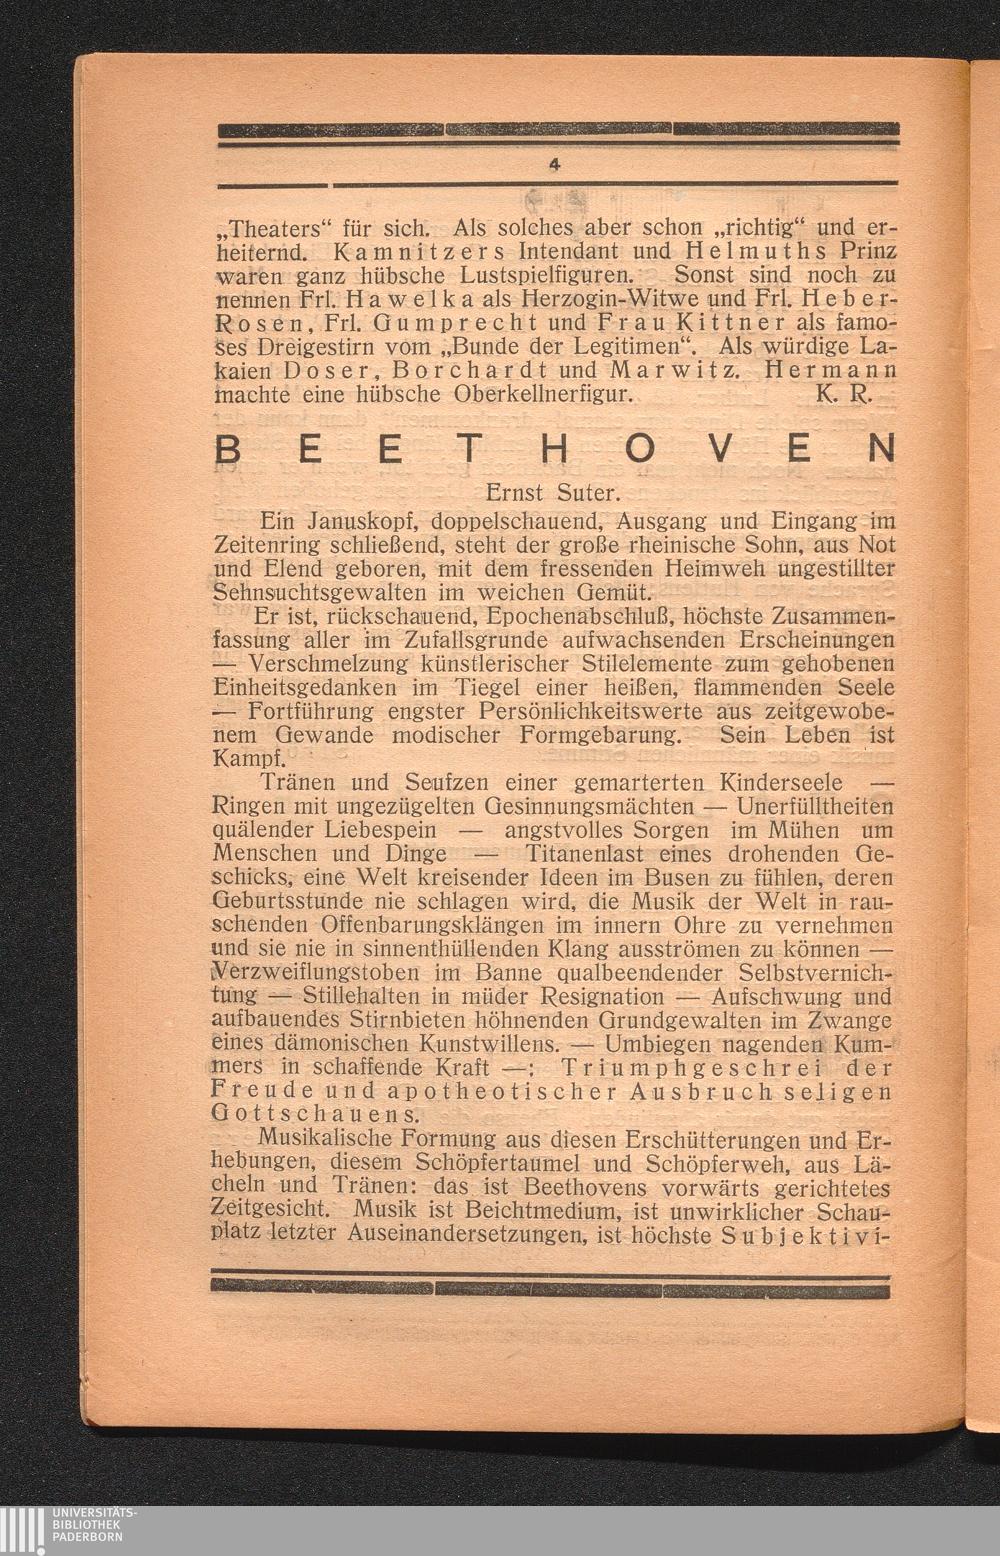 4
„Theaters“ für sich. Als solches aber schon „richtig“ und er-
heiternd. Kamnitzers Intendant und Helmuths Prinz
waren ganz hübsche Lustspielfiguren. Sonst sind noch zu
nennen Frl. Hawelka als Herzogin-Witwe und Frl. Heber-
Rosen, Frl. Gumprecht und Frau Kittner als famo-
ses Dreigestirn vom „Bunde der Legitimen“. Als würdige La-
kaien Doser, Borchardt und Marwitz. Hermann
machte eine hübsche Oberkellnerfigur. K. R.
BEETHOVEN
Ernst Suter.
Ein Januskopf, doppelschauend, Ausgang und Eingang im
Zeitenring schließend, steht der große rheinische Sohn, aus Not
und Elend geboren, mit dem fressenden Heimweh ungestillter
Sehnsuchtsgewalten im weichen Gemüt.
Er ist, rückschauend, Epochenabschluß, höchste Zusammen-
fassung aller im Zufallsgrunde aufwachsenden Erscheinungen
— Verschmelzung künstlerischer Stilelemente zum gehobenen
Einheitsgedanken im Tiegel einer heißen, flammenden Seele
— Fortführung engster Persönlichkeitswerte aus zeitgewobe-
nem Gewande modischer Formgebarung. Sein Leben ist
Kampf.
Tränen und Seufzen einer gemarterten Kinderseele —
Ringen mit ungezügelten Gesinnungsmächten — Unerfülltheiten
quälender Liebespein — angstvolles Sorgen im Mühen um
Menschen und Dinge — Titanenlast eines drohenden Ge-
schicks, eine Welt kreisender Ideen im Busen zu fühlen, deren
Geburtsstunde nie schlagen wird, die Musik der Welt in rau-
schenden Offenbarungsklängen im innern Ohre zu vernehmen
und sie nie in sinnenthüllenden Klang ausströmen zu können —
Verzweiflungstoben im Banne qualbeendender Selbstvernich-
tung — Stillehalten in müder Resignation — Aufschwung und
aufbauendes Stirnbieten höhnenden Grundgewalten im Zwange
eines dämonischen Kunstwillens. — Umbiegen nagenden Kum-
mers in schaffende Kraft —: Triumphgeschrei der
Freude und apotheotischer Ausbruch seligen
Gottschauens.
Musikalische Formung aus diesen Erschütterungen und Er-
hebungen, diesem Schöpfertaumel und Schöpferweh, aus Lä-
cheln und Tränen: das ist Beethovens vorwärts gerichtetes
Zeitgesicht. Musik ist Beichtmedium, ist unwirklicher Schau-
platz letzter Auseinandersetzungen, ist höchste Subjektivi-
UNIVERSITÄTS-
BIBLIOTHEK
PADERBORN